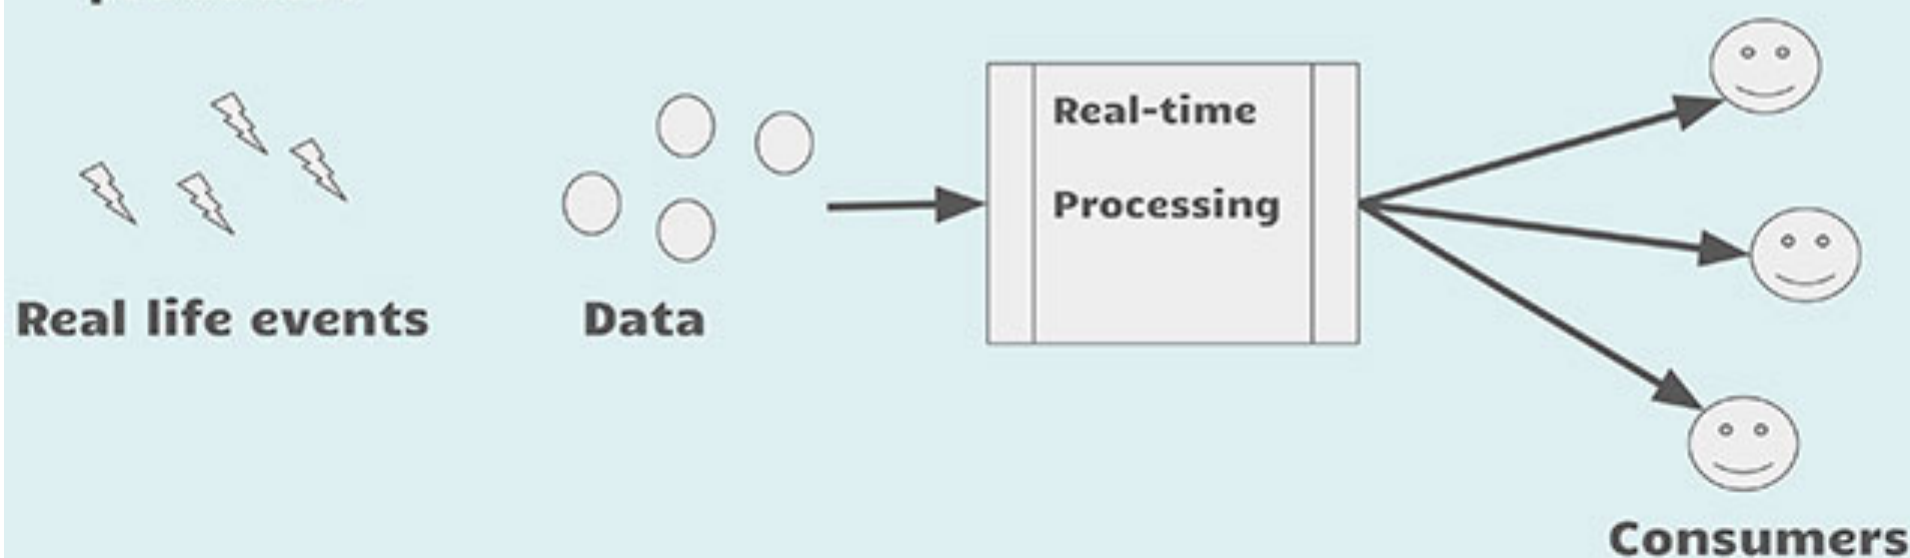 Real-time
Processing
Real life events
Data
Consumers